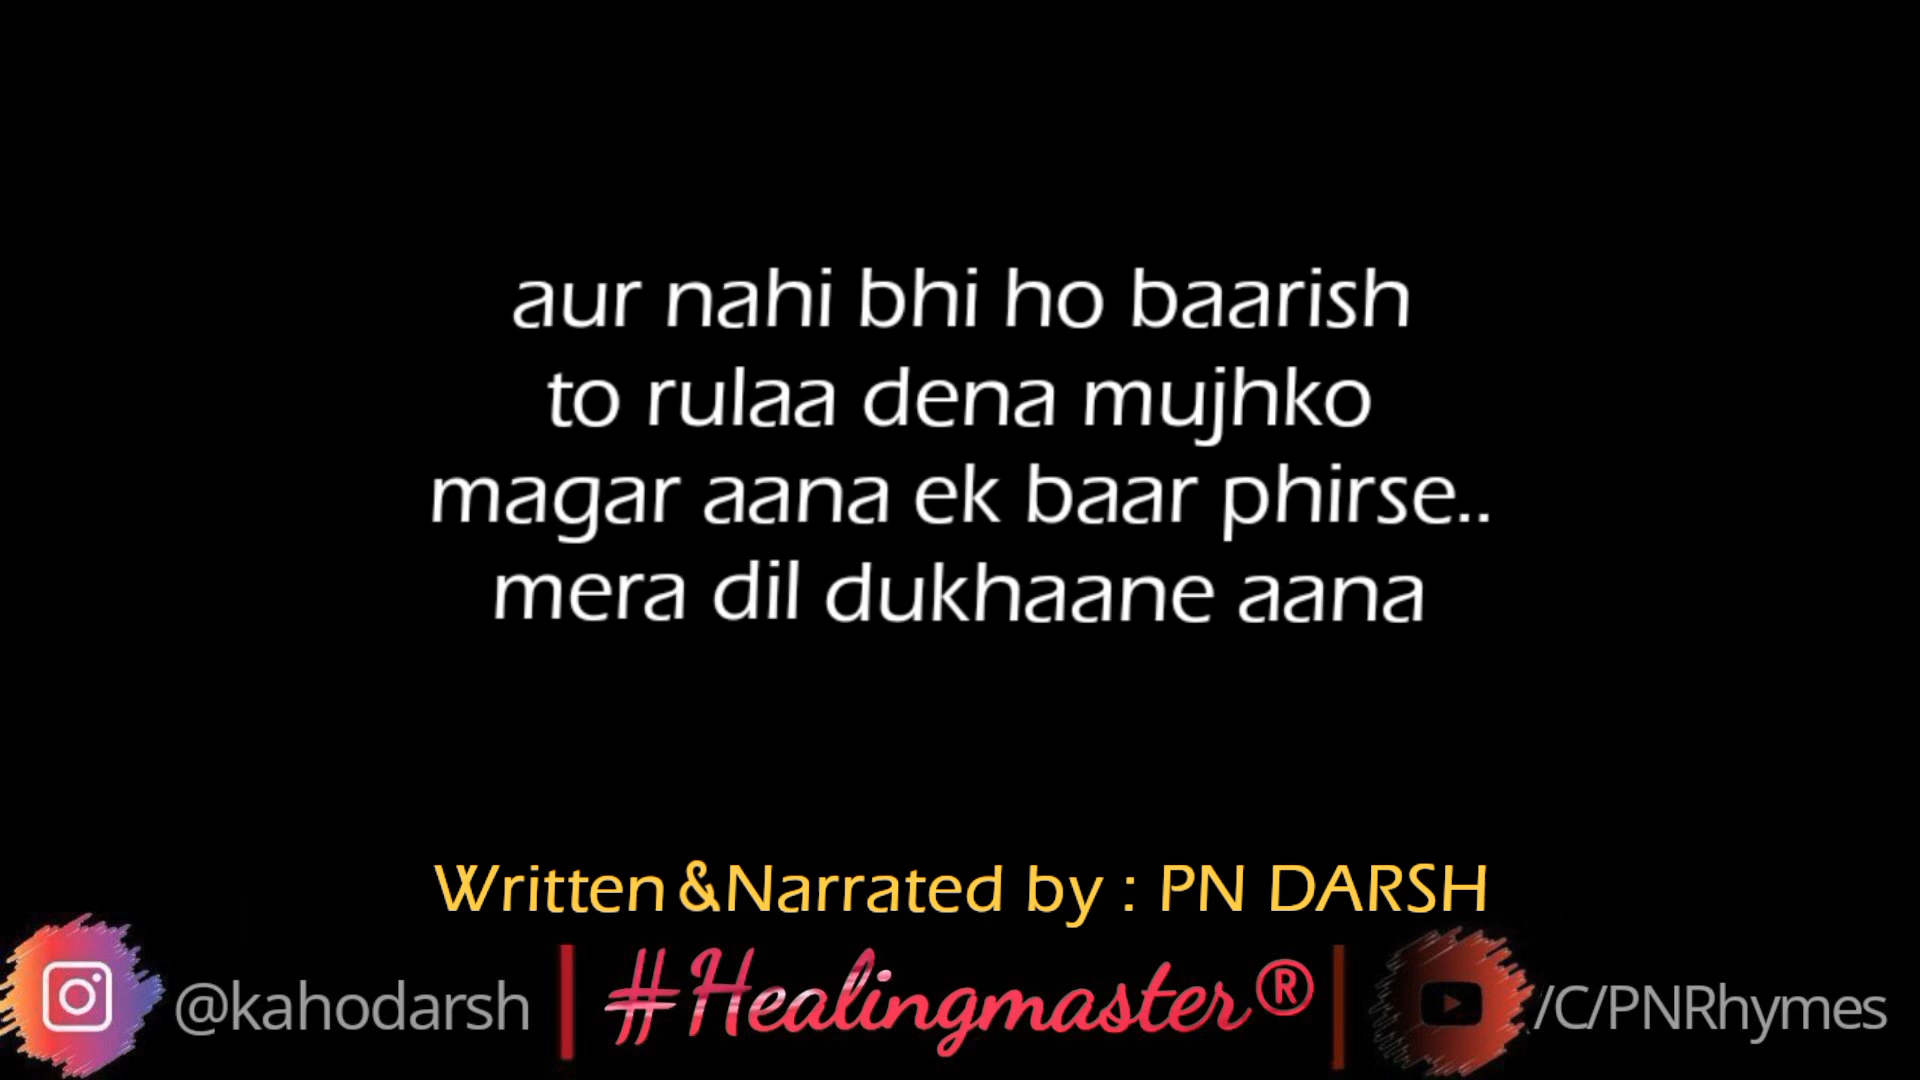 aur nahi bhi ho baarish
to rulaa dena mujhko
magar aana ek baar phirse..
mera dil dukhaane aana
Written & Narrated by : PN DARSH
@kahodarsh | #Healingmaster® | /C/PNRhymes